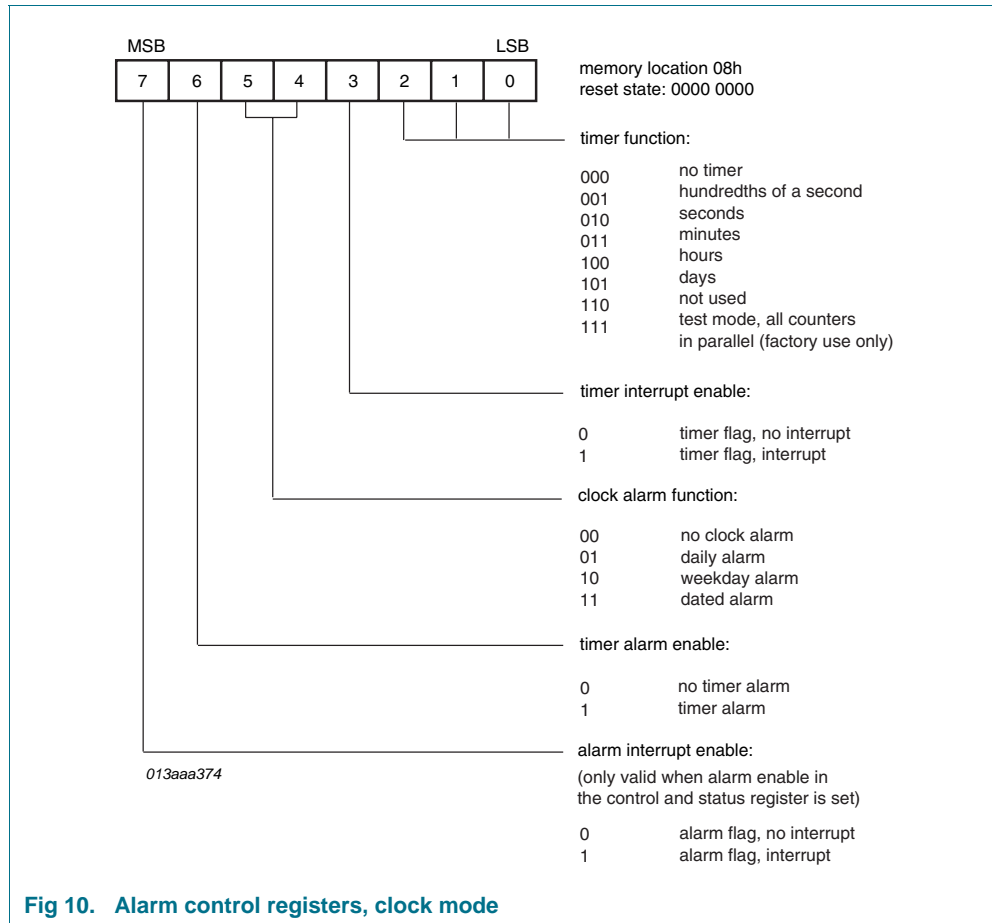 MSB LSB
7 6 5 4 3 2 1 0
memory location 08h
reset state: 0000 0000
timer function:
000 no timer
001 hundredths of a second
010 seconds
011 minutes
100 hours
101 days
110 not used
111 test mode, all counters
in parallel (factory use only)
timer interrupt enable:
0 timer flag, no interrupt
1 timer flag, interrupt
clock alarm function:
00 no clock alarm
01 daily alarm
10 weekday alarm
11 dated alarm
timer alarm enable:
0 no timer alarm
1 timer alarm
alarm interrupt enable:
013aaa374
(only valid when alarm enable in
the control and status register is set)
0 alarm flag, no interrupt
1 alarm flag, interrupt
Fig 10. Alarm control registers, clock mode